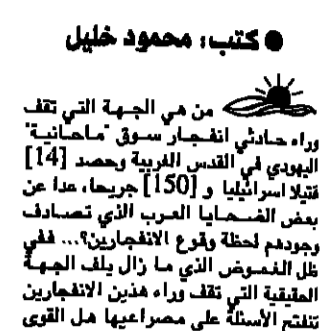 ● كتب: محمود خليل
من هي الجهة التي تقف
وراء حادثي انفجار سوق "ماحانية"
اليهودي في القدس الغربية وحصد [14]
قتيلا اسرائيليا و [150] جريحا، عدا عن
بعض الضحايا العرب الذي تصادف
وجودهم لحظة وقوع الانفجارين؟... ففي
ظل الغموض الذي ما زال يلف الجهة
الحقيقية التي تقف وراء هذين الانفجارين
تنفتح الأسئلة على مصراعيها هل القوى